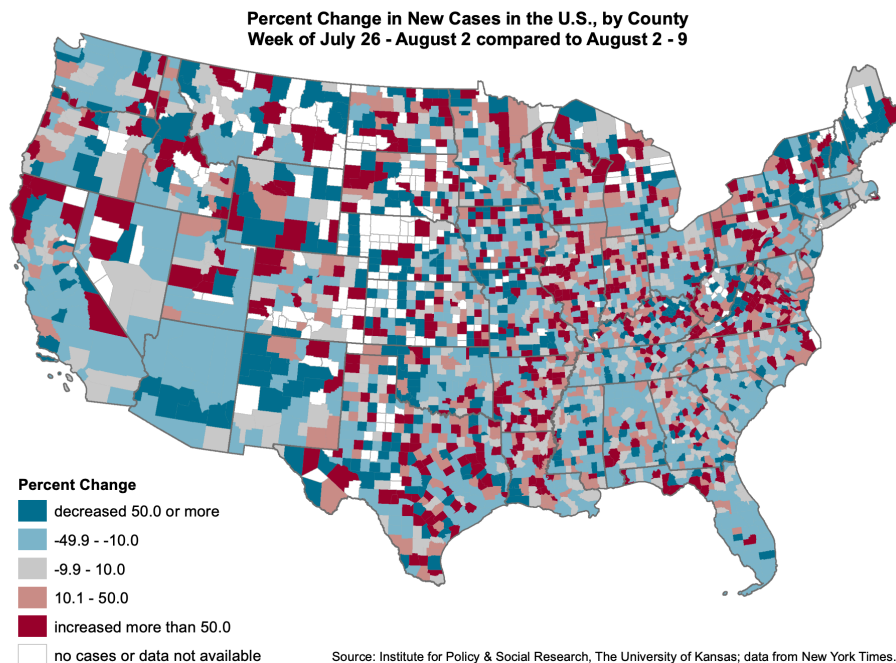 Percent Change in New Cases in the U.S., by County
Week of July 26 - August 2 compared to August 2 - 9
Percent Change
decreased 50.0 or more
-49.9 - -10.0
-9.9 - 10.0
10.1 - 50.0
increased more than 50.0
no cases or data not available
Source: Institute for Policy & Social Research, The University of Kansas; data from New York Times.